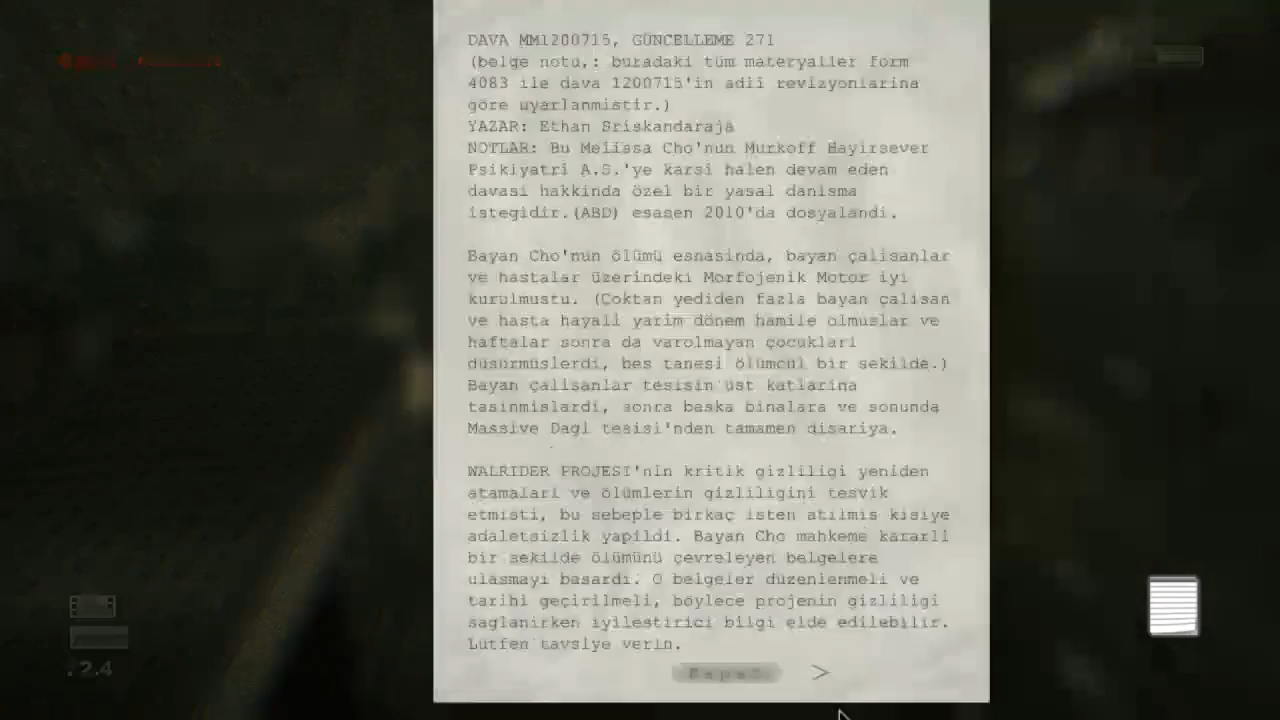 DAVA MM1200715, GÜNCELLEME 271
(belge notu,: buradaki tüm materyaller form
4083 ile dava 1200715'in adli revizyonlarina
göre uyarlanmistir.)
YAZAR: Ethan Sriskandaraja
NOTLAR: Bu Melissa Cho'nun Murkoff Hayirsever
Psikiyatri A.S.'ye karsi halen devam eden
davasi hakkinda özel bir yasal danisma
istegidir.(ABD) esasen 2010'da dosyalandi.
Bayan Cho'nun ölümü esnasinda, bayan çalisanlar
ve hastalar üzerindeki Morfojenik Motor iyi
kurulmustu. (Çoktan yediden fazla bayan çalisan
ve hasta hayali yarim dönem hamile olmuslar ve
haftalar sonra da varolmayan çocuklari
düsürmüslerdi, bes tanesi ölümcül bir sekilde.)
Bayan çalisanlar tesisin üst katlarina
tasinmislardi, sonra baska binalara ve sonunda
Massive Dagi tesisi'nden tamamen disariya.
WALRIDER PROJESI'nin kritik gizliligi yeniden
atamalari ve ölümlerin gizliligini tesvik
etmisti, bu sebeple birkaç isten atilmis kisiye
adaletsizlik yapildi. Bayan Cho mahkeme kararli
bir sekilde ölümünü çevreleyen belgelere
ulasmayi basardi. O belgeler düzenlenmeli ve
tarihi geçirilmeli, böylece projenin gizliligi
saglanirken iyilestirici bilgi elde edilebilir.
Lütfen tavsiye verin.
Kapat >
2.4